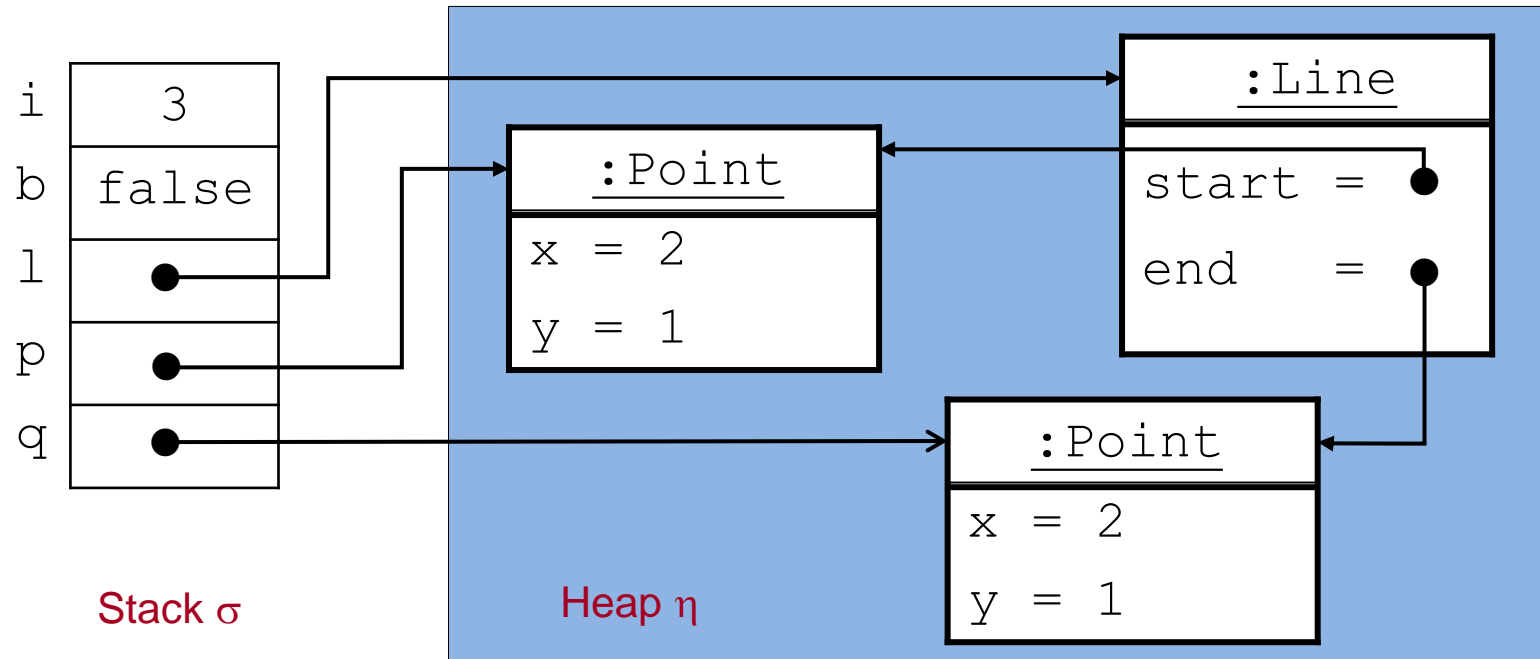 i 3
b false
l
p
q
Stack σ
Heap η
:Point
x = 2
y = 1
:Line
start =
end =
:Point
x = 2
y = 1